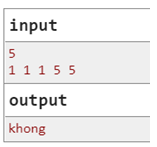 input
5
1 1 1 5 5
output
khong